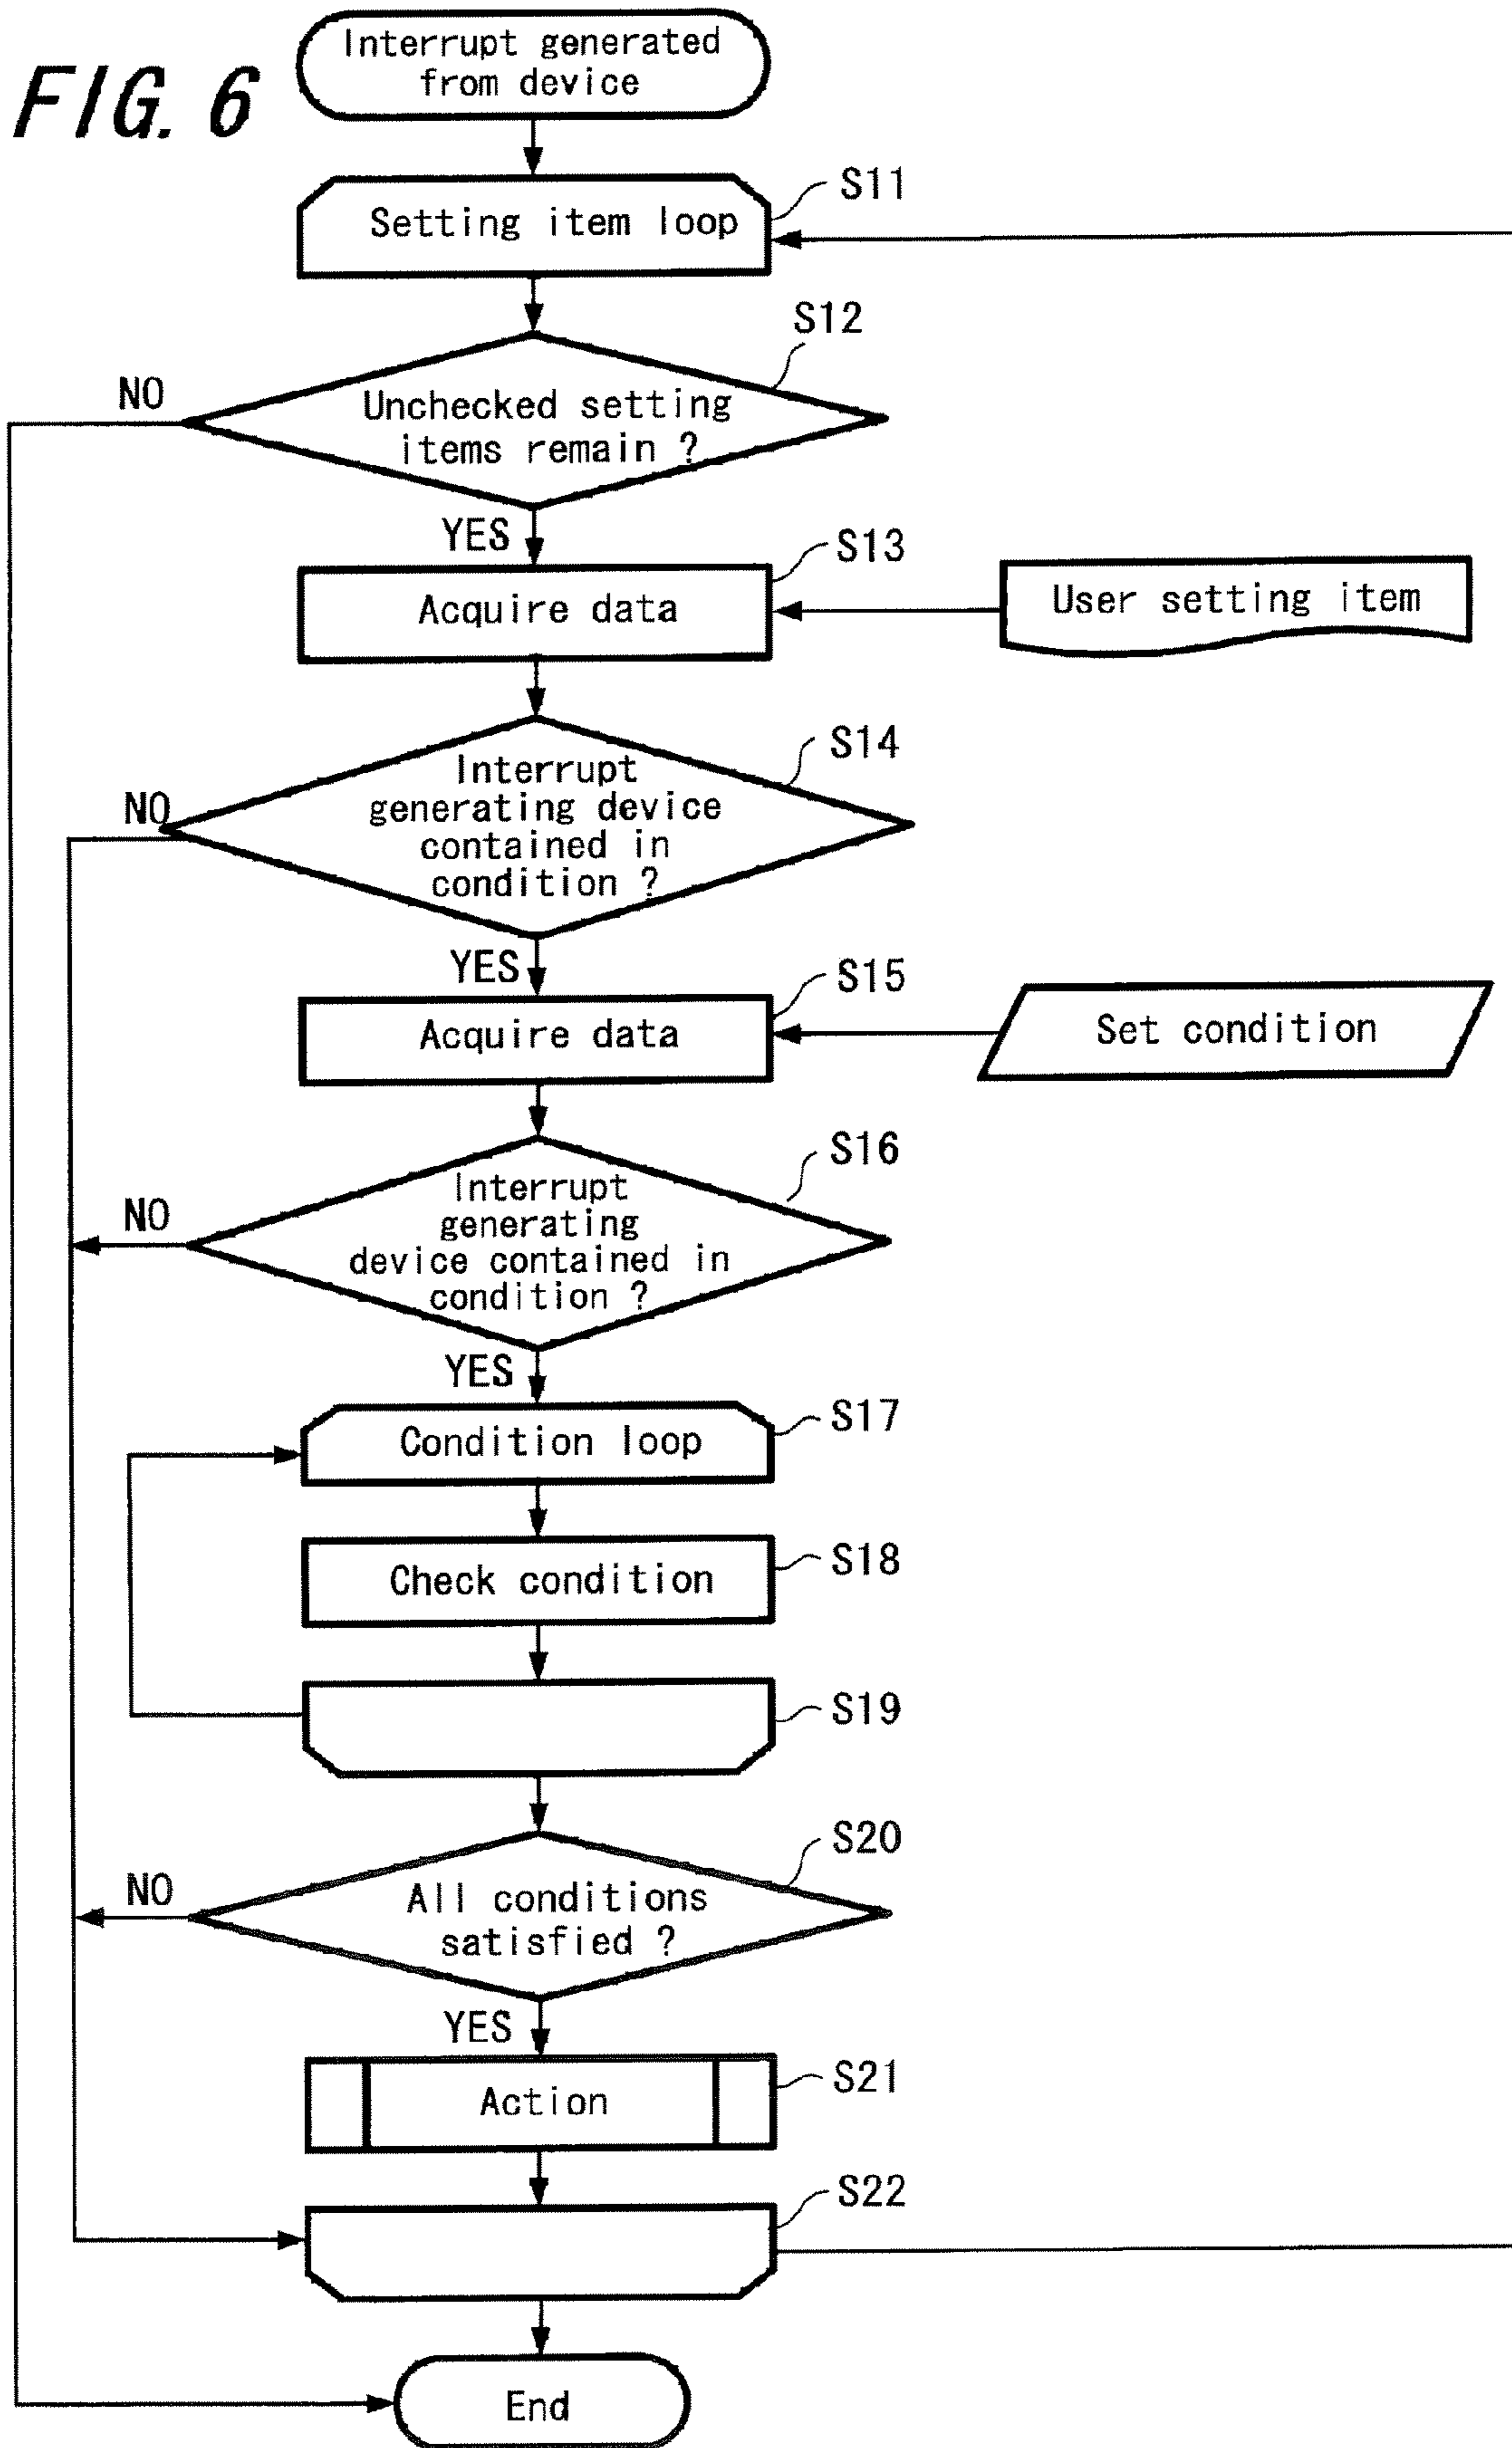 FIG. 6
Interrupt generated
from device
S11
Setting item loop
S12
NO
Unchecked setting
items remain ?
YES
S13
Acquire data
User setting item
S14
NO
Interrupt
generating device
contained in
condition ?
YES
S15
Acquire data
Set condition
S16
NO
Interrupt
generating
device contained in
condition ?
YES
S17
Condition loop
S18
Check condition
S19
S20
NO
All conditions
satisfied ?
YES
S21
Action
S22
End